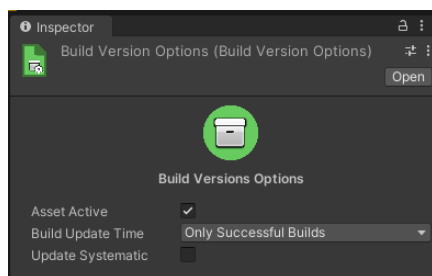 Inspector
Build Version Options (Build Version Options)
Open
Build Versions Options
Asset Active
Build Update Time Only Successful Builds
Update Systematic